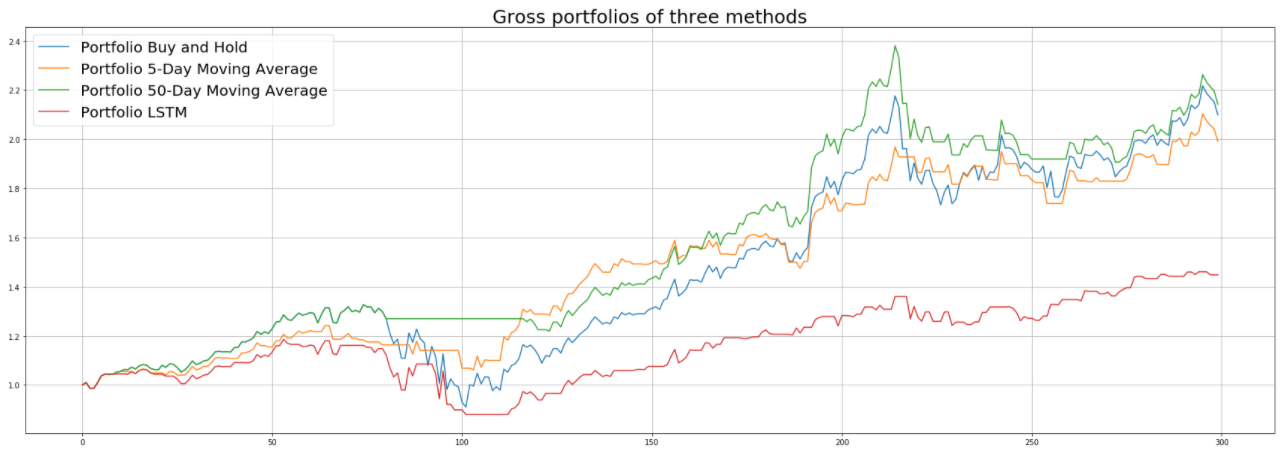 Gross portfolios of three methods
Portfolio Buy and Hold
Portfolio 5-Day Moving Average
Portfolio 50-Day Moving Average
Portfolio LSTM
2.4
2.2
2.0
1.8
1.6
1.4
1.2
1.0
0 50 100 150 200 250 300